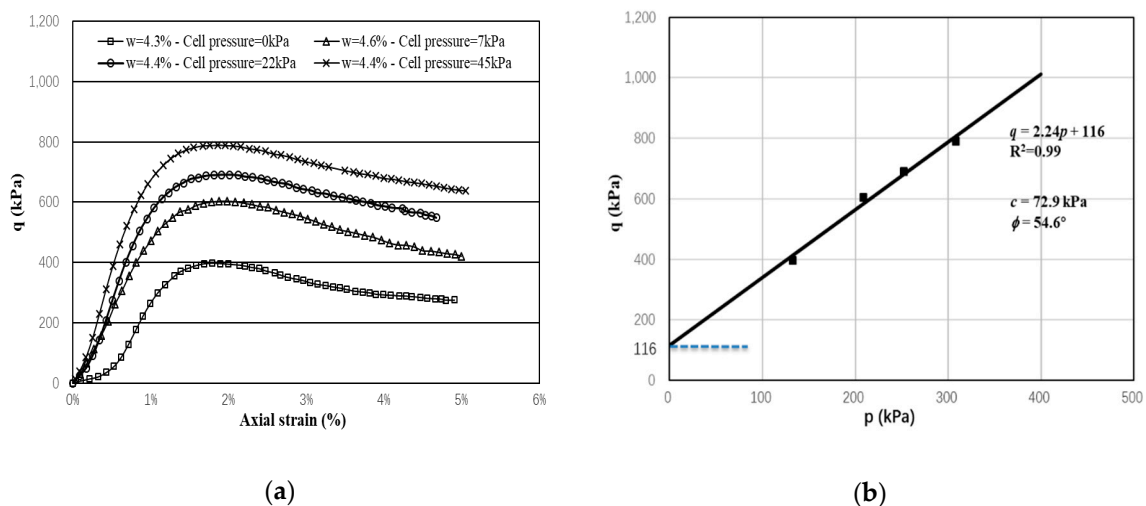 1,200
w=4.3% - Cell pressure=0kPa
w=4.6% - Cell pressure=7kPa
w=4.4% - Cell pressure=22kPa
w=4.4% - Cell pressure=45kPa
1,000
800
600
400
200
0
q (kPa)
0% 1% 2% 3% 4% 5% 6%
Axial strain (%)
(a)
1,200
1,000
800
600
400
200
116
0
q (kPa)
q = 2.24p + 116
R²=0.99
c = 72.9 kPa
ϕ = 54.6°
0 100 200 300 400 500
p (kPa)
(b)